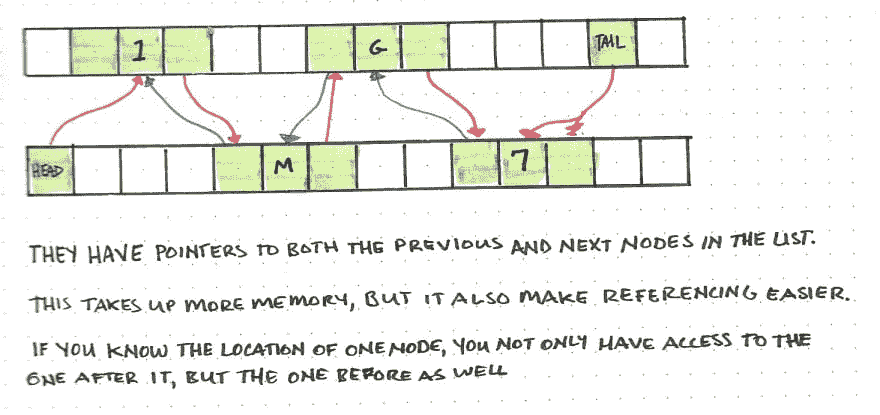 1 G TAIL
HEAD M 7
THEY HAVE POINTERS TO BOTH THE PREVIOUS AND NEXT NODES IN THE LIST.
THIS TAKES UP MORE MEMORY, BUT IT ALSO MAKE REFERENCING EASIER.
IF YOU KNOW THE LOCATION OF ONE NODE, YOU NOT ONLY HAVE ACCESS TO THE
ONE AFTER IT, BUT THE ONE BEFORE AS WELL